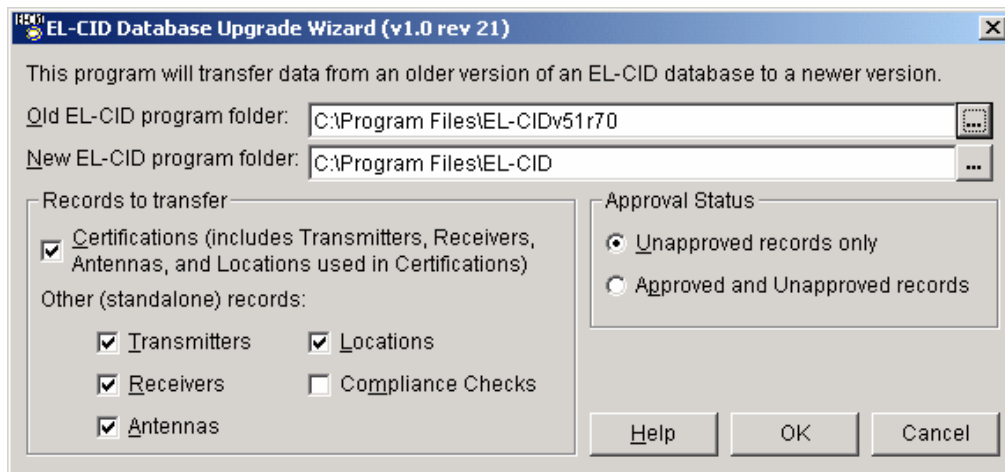 EL-CID Database Upgrade Wizard (v1.0 rev 21)
This program will transfer data from an older version of an EL-CID database to a newer version.
Old EL-CID program folder: C:\Program Files\EL-CIDv51r70 ...
New EL-CID program folder: C:\Program Files\EL-CID ...
Records to transfer
Certifications (includes Transmitters, Receivers,
Antennas, and Locations used in Certifications)
Other (standalone) records:
Transmitters
Locations
Receivers
Compliance Checks
Antennas
Approval Status
Unapproved records only
Approved and Unapproved records
Help
OK
Cancel